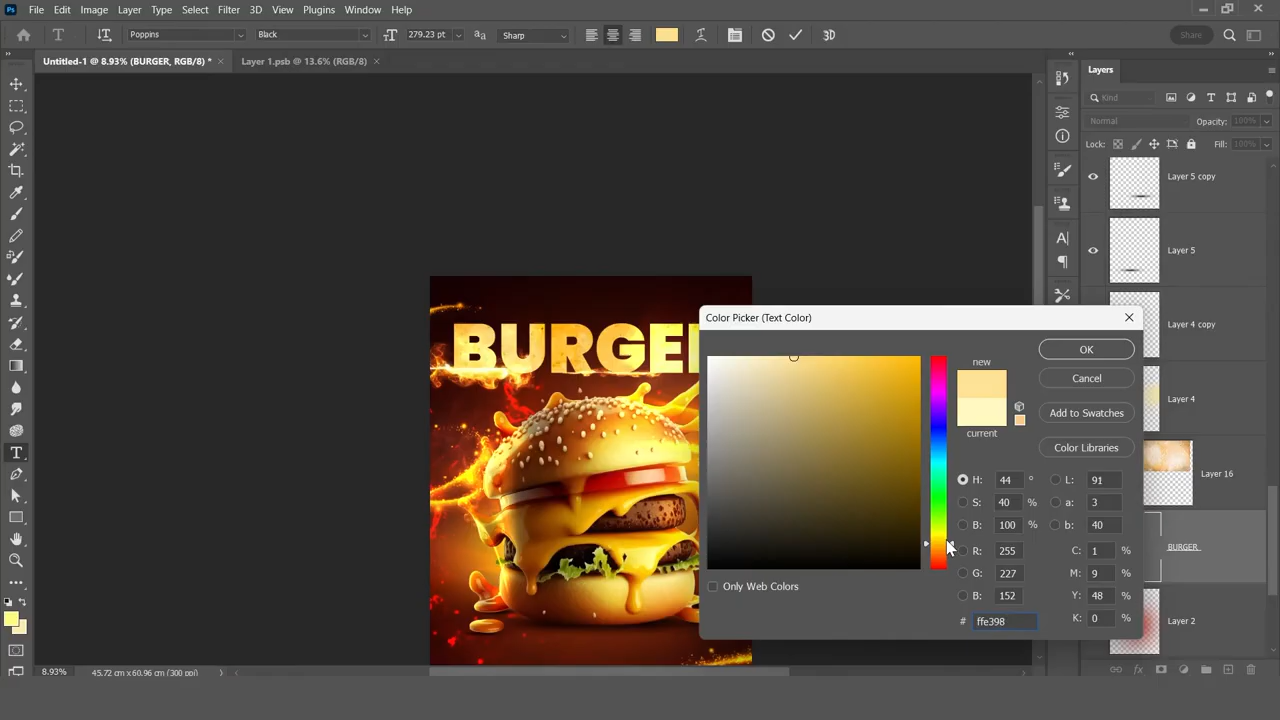 Ps File Edit Image Layer Type Select Filter 3D View Plugins Window Help
Poppins Black 279.23 pt Sharp 3D Share
Untitled-1 @ 8.93% (BURGER, RGB/8) * × Layer 1.psb @ 13.6% (RGB/8) ×
Layers
Kind
Normal Opacity: 100%
Lock: Fill: 100%
Layer 5 copy
Layer 5
Layer 4 copy
Layer 4
Layer 16
BURGER
Layer 2
BURGER
Color Picker (Text Color)
new
current
OK
Cancel
Add to Swatches
Color Libraries
H: 44 ° L: 91
S: 40 % a: 3
B: 100 % b: 40
R: 255 C: 1 %
G: 227 M: 9 %
B: 152 Y: 48 %
# ffe398 K: 0 %
Only Web Colors
8.93% 45.72 cm x 60.96 cm (300 ppi)